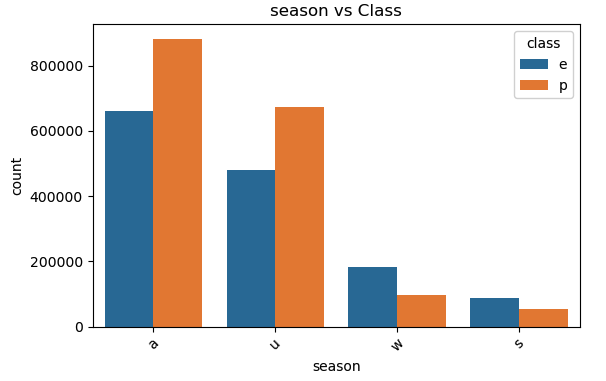 season vs Class
class
e
p
800000
600000
400000
200000
0
count
a
u
w
s
season